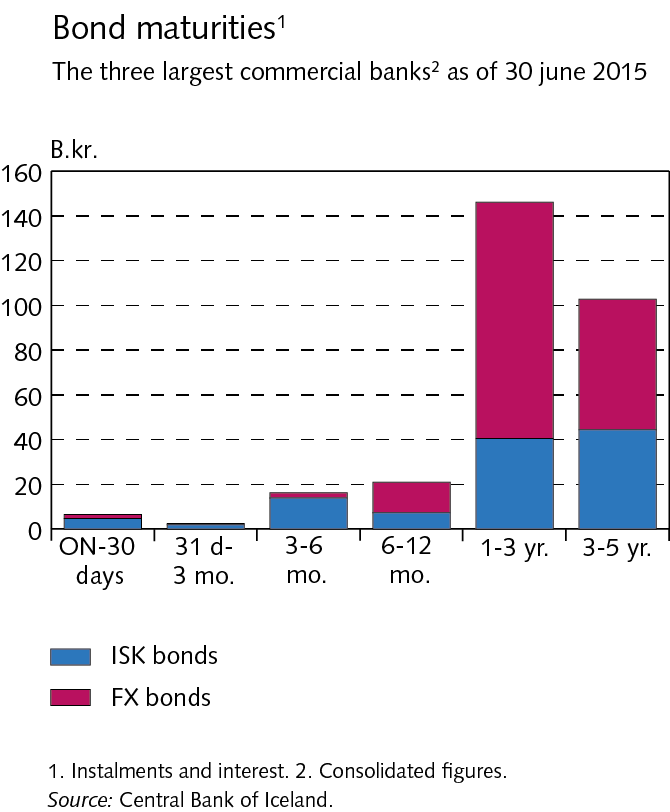 Bond maturities¹
The three largest commercial banks² as of 30 june 2015
B.kr.
160
140
120
100
80
60
40
20
0
ON-30 days
31 d-3 mo.
3-6 mo.
6-12 mo.
1-3 yr.
3-5 yr.
ISK bonds
FX bonds
1. Instalments and interest. 2. Consolidated figures.
Source: Central Bank of Iceland.